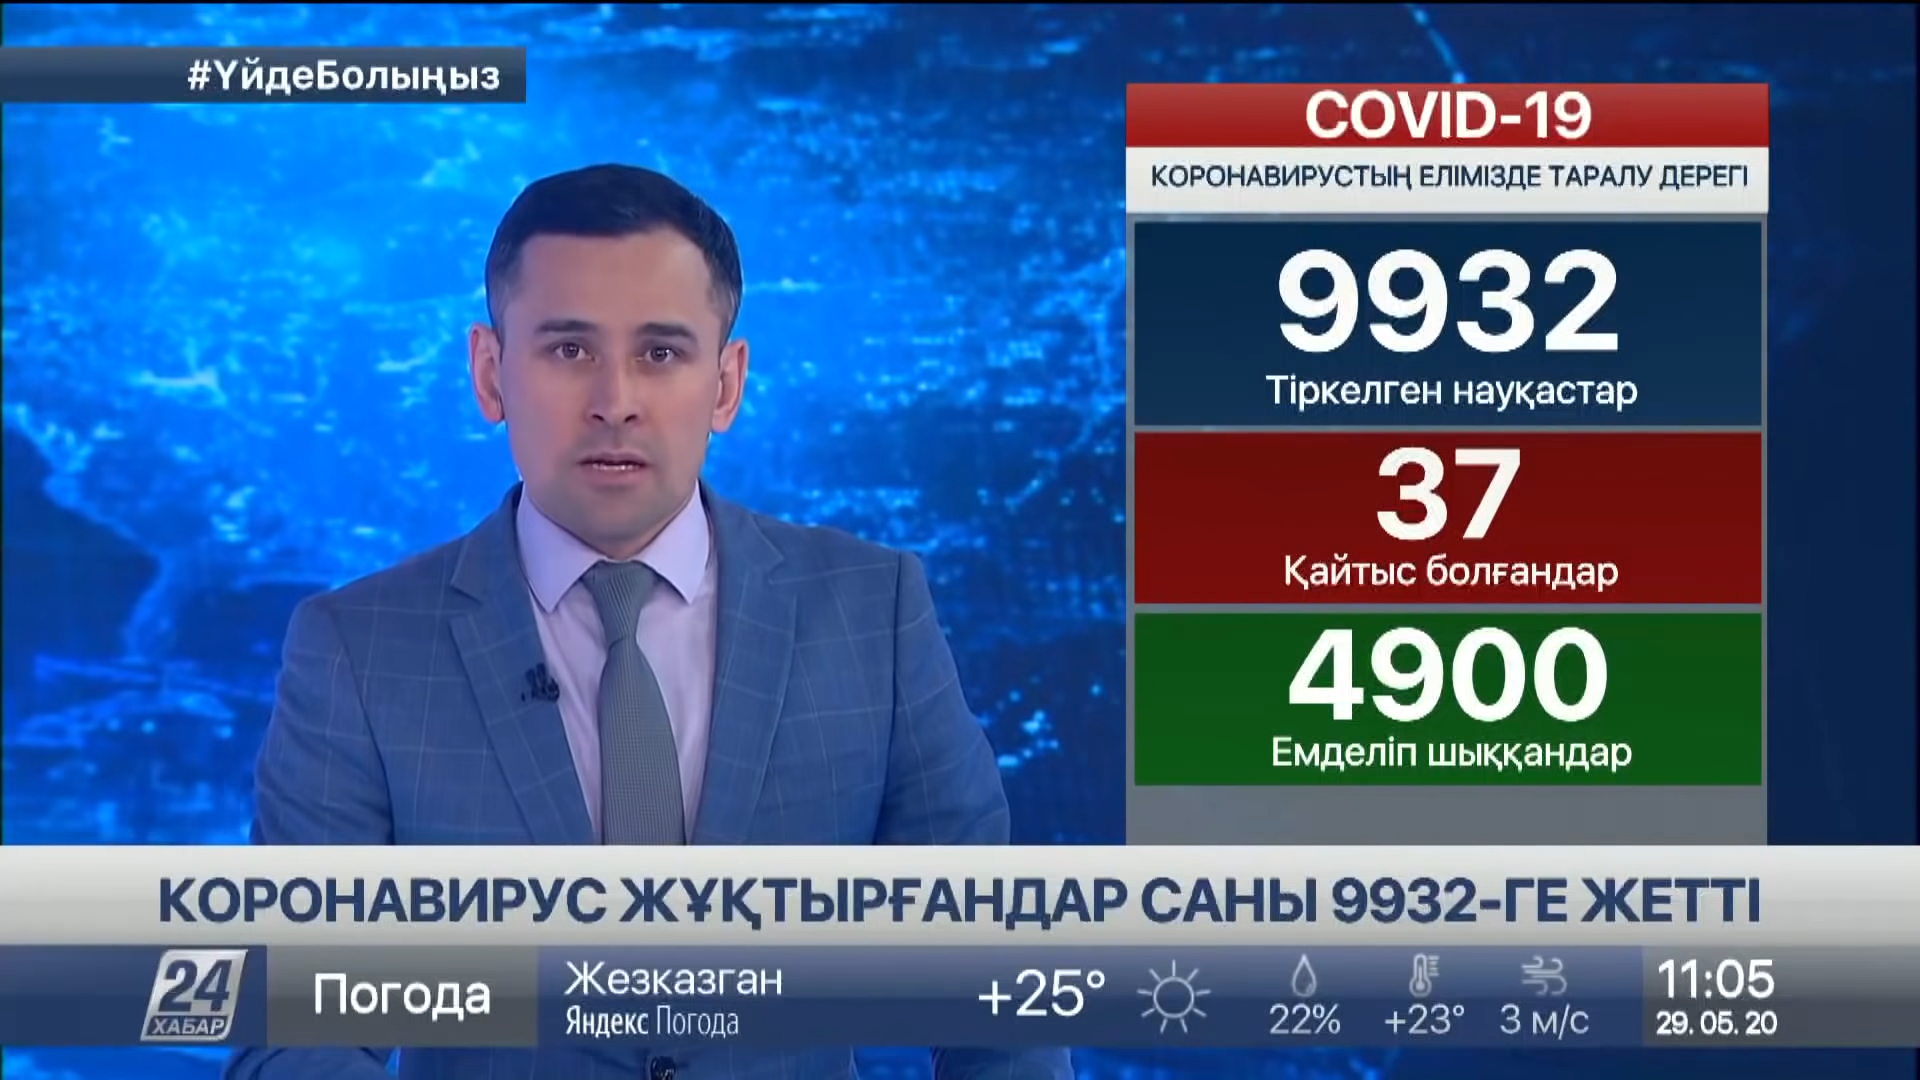 #ҮйдеБолыңыз
COVID-19
КОРОНАВИРУСТЫҢ ЕЛІМІЗДЕ ТАРАЛУ ДЕРЕГІ
9932
Тіркелген науқастар
37
Қайтыс болғандар
4900
Емделіп шыққандар
КОРОНАВИРУС ЖҰҚТЫРҒАНДАР САНЫ 9932-ГЕ ЖЕТТІ
24
ХАБАР
Погода
Жезказган
Яндекс Погода
+25°
22%
+23°
3 м/с
11:05
29. 05. 20